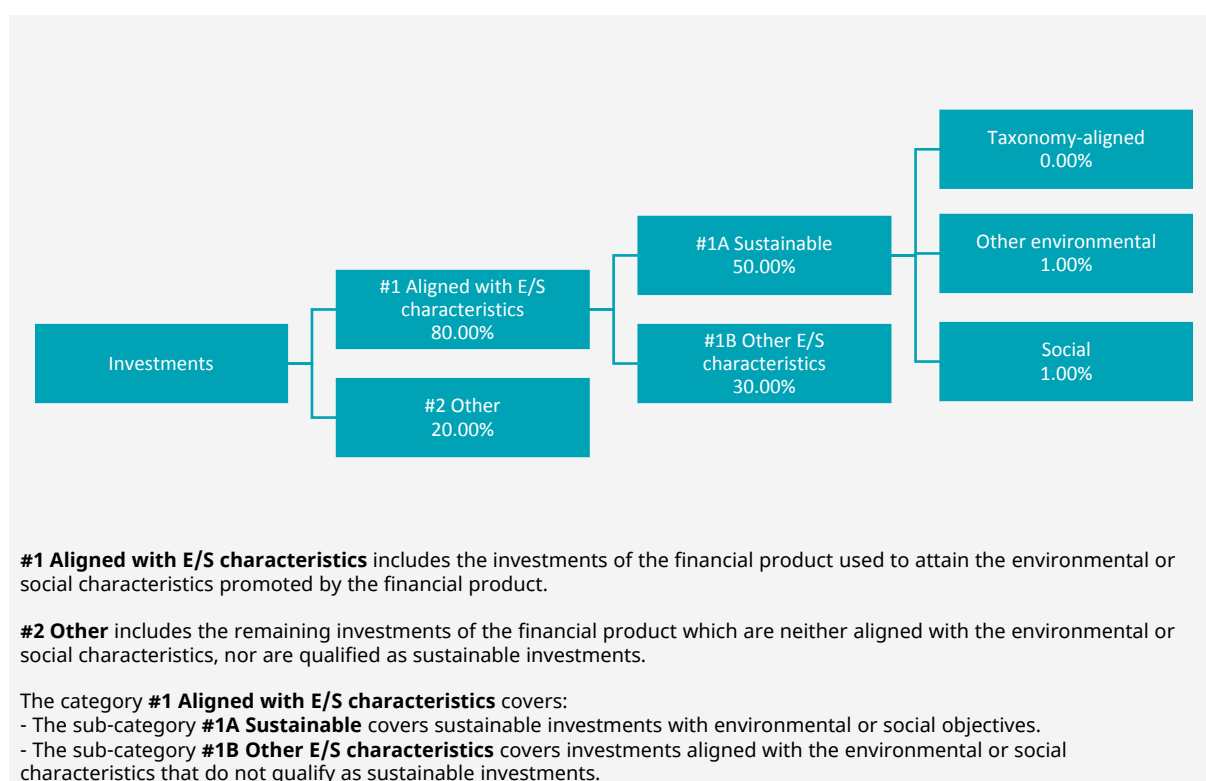 Taxonomy-aligned
0.00%
#1A Sustainable
50.00%
Other environmental
1.00%
#1 Aligned with E/S
characteristics
80.00%
Investments
#1B Other E/S
characteristics
30.00%
Social
1.00%
#2 Other
20.00%
#1 Aligned with E/S characteristics includes the investments of the financial product used to attain the environmental or
social characteristics promoted by the financial product.
#2 Other includes the remaining investments of the financial product which are neither aligned with the environmental or
social characteristics, nor are qualified as sustainable investments.
The category #1 Aligned with E/S characteristics covers:
- The sub-category #1A Sustainable covers sustainable investments with environmental or social objectives.
- The sub-category #1B Other E/S characteristics covers investments aligned with the environmental or social
characteristics that do not qualify as sustainable investments.